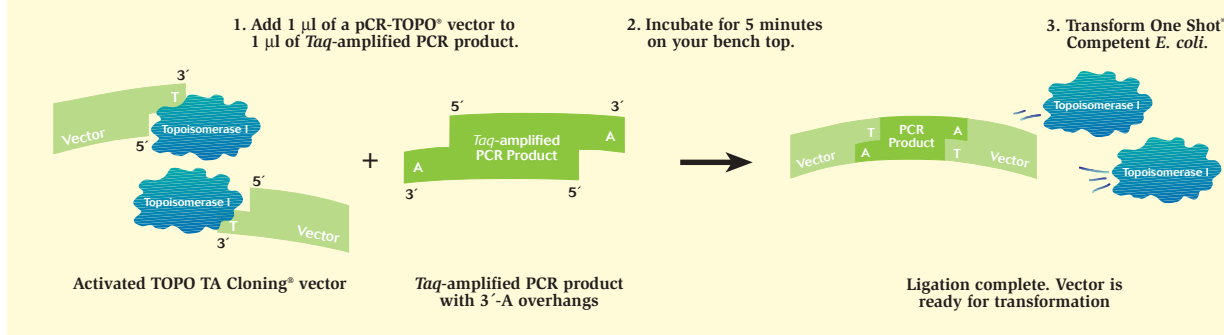 1. Add 1 µl of a pCR-TOPO® vector to
1 µl of Taq-amplified PCR product.
2. Incubate for 5 minutes
on your bench top.
3. Transform One Shot®
Competent E. coli.
3´
T
Vector
Topoisomerase I
5´
5´
Topoisomerase I
T
Vector
3´
+
5´
3´
Taq-amplified
PCR Product
A
A
3´
5´
T
PCR
Product
A
Vector
A
T
Vector
Topoisomerase I
Topoisomerase I
Activated TOPO TA Cloning® vector
Taq-amplified PCR product
with 3´-A overhangs
Ligation complete. Vector is
ready for transformation